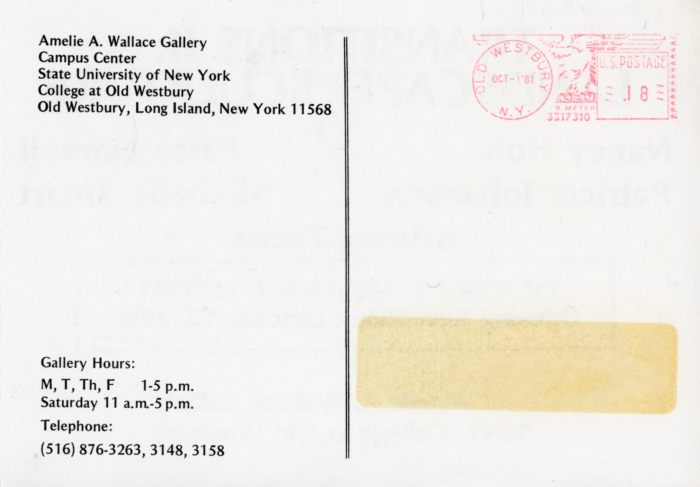 Amelie A. Wallace Gallery
Campus Center
State University of New York
College at Old Westbury
Old Westbury, Long Island, New York 11568
OLD WESTBURY
OCT-1'81
N.Y.
U.S. POSTAGE
.18
METER
3317310
Gallery Hours:
M, T, Th, F 1-5 p.m.
Saturday 11 a.m.-5 p.m.
Telephone:
(516) 876-3263, 3148, 3158